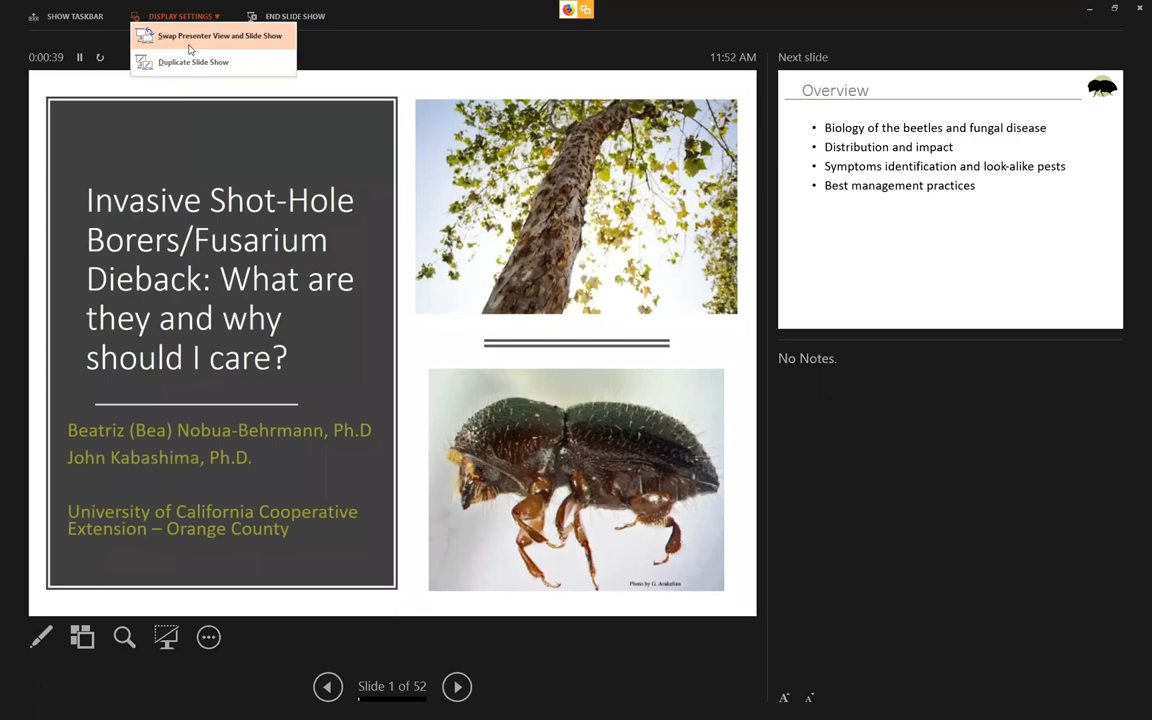 SHOW TASKBAR
DISPLAY SETTINGS ▼
END SLIDE SHOW
Swap Presenter View and Slide Show
Duplicate Slide Show
0:00:39
11:52 AM
Invasive Shot-Hole
Borers/Fusarium
Dieback: What are
they and why
should I care?
Beatriz (Bea) Nobua-Behrmann, Ph.D
John Kabashima, Ph.D.
University of California Cooperative
Extension – Orange County
Photo by G. Arakelian
Slide 1 of 52
Next slide
Overview
• Biology of the beetles and fungal disease
• Distribution and impact
• Symptoms identification and look-alike pests
• Best management practices
No Notes.
A A